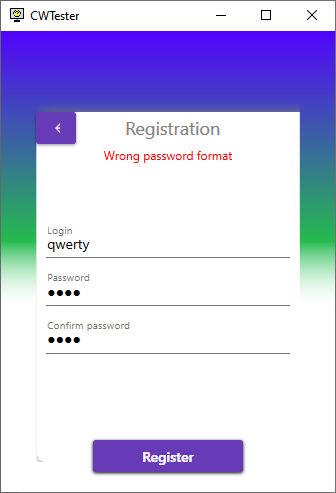 CWTester
Registration
Wrong password format
Login
qwerty
Password
••••
Confirm password
••••
Register